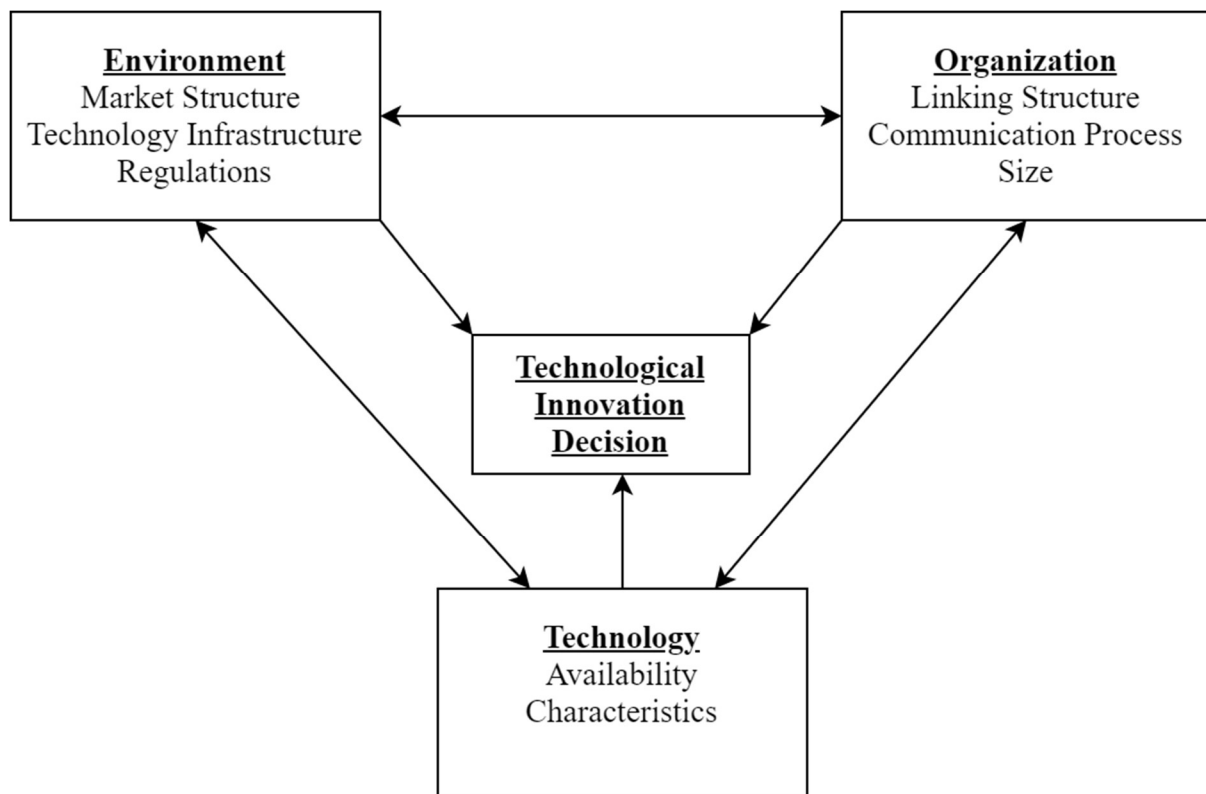 Environment
Market Structure
Technology Infrastructure
Regulations
Organization
Linking Structure
Communication Process
Size
Technological
Innovation
Decision
Technology
Availability
Characteristics